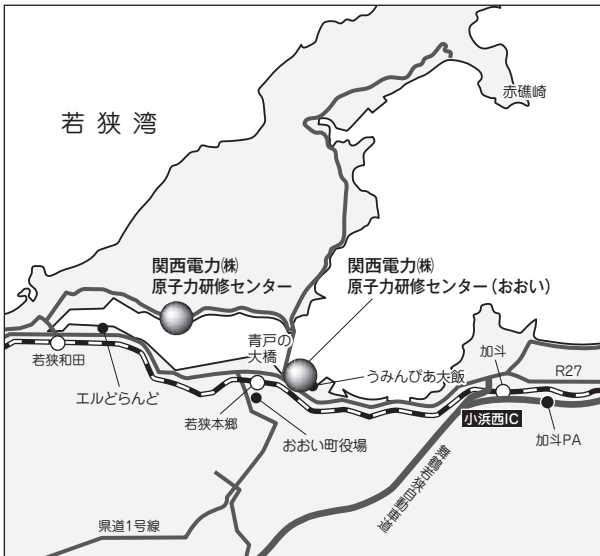 赤礁崎
若狭湾
関西電力㈱
原子力研修センター
関西電力㈱
原子力研修センター（おおい）
青戸の
大橋
うみんぴあ大飯
加斗
R27
若狭和田
エルどらんど
若狭本郷
おおい町役場
小浜西IC
加斗PA
舞鶴若狭自動車道
県道1号線